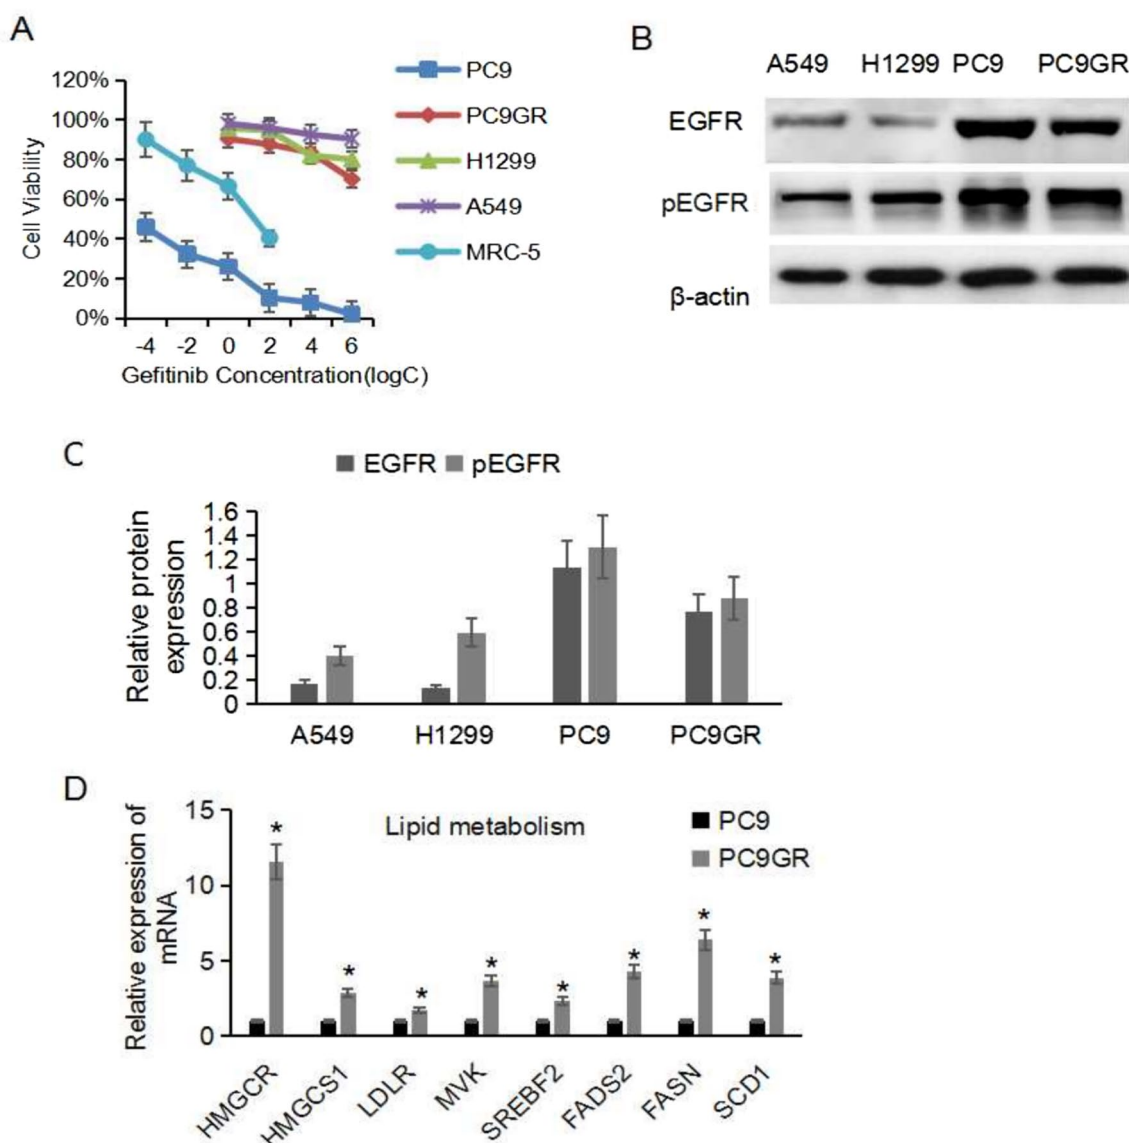 A
120%
100%
80%
60%
40%
20%
0%
Cell Viability
-4 -2 0 2 4 6
Gefitinib Concentration(logC)
PC9
PC9GR
H1299
A549
MRC-5
B
A549 H1299 PC9 PC9GR
EGFR
pEGFR
β-actin
C
EGFR pEGFR
Relative protein
expression
1.6
1.4
1.2
1
0.8
0.6
0.4
0.2
0
A549 H1299 PC9 PC9GR
D
Relative expression of
mRNA
15
10
5
0
Lipid metabolism
PC9
PC9GR
* * * * * * * *
HMGCR HMGCS1 LDLR MVK SREBF2 FADS2 FASN SCD1